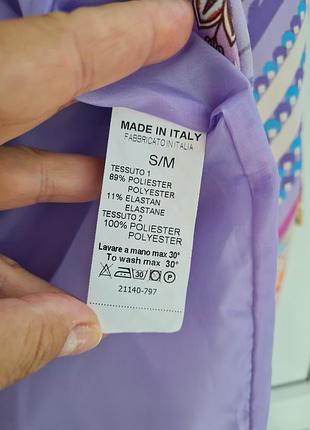 MADE IN ITALY
FABBRICATO IN ITALIA
S/M
TESSUTO 1
89% POLIESTER
POLYESTER
11% ELASTAN
ELASTANE
TESSUTO 2
100% POLIESTER
POLYESTER
Lavare a mano max 30°
To wash max 30°
30 P
21140-797